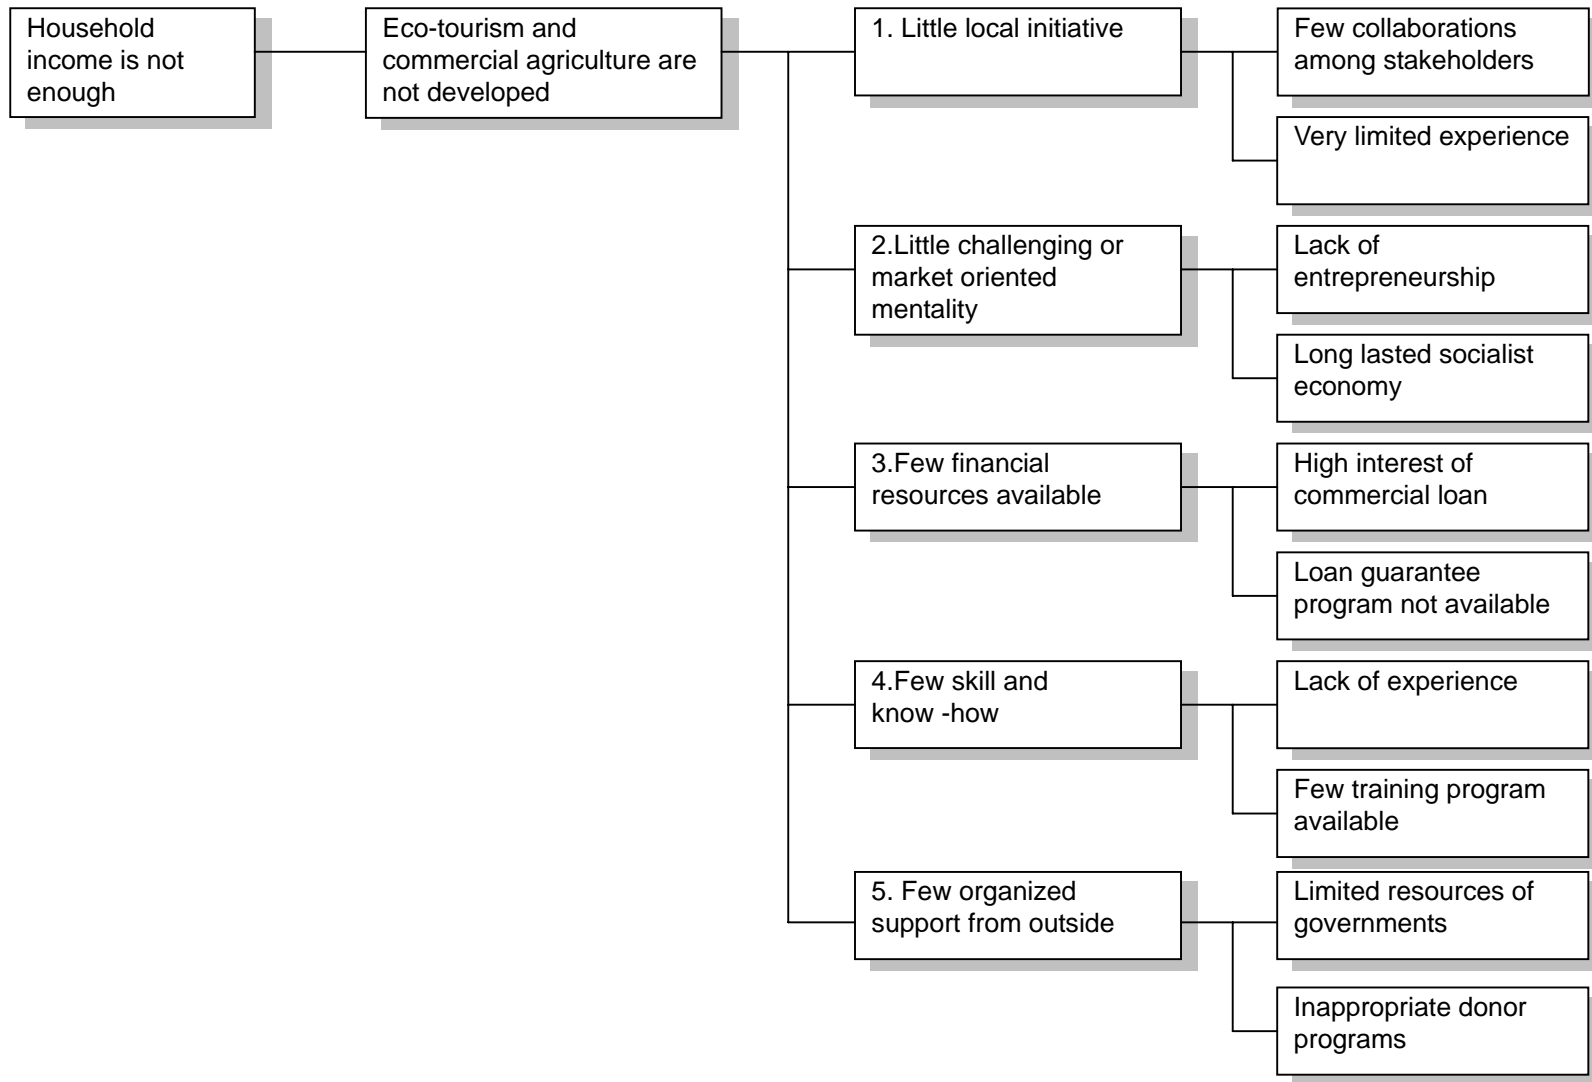 Household
income is not
enough
Eco-tourism and
commercial agriculture are
not developed
1. Little local initiative
Few collaborations
among stakeholders
Very limited experience
2.Little challenging or
market oriented
mentality
Lack of
entrepreneurship
Long lasted socialist
economy
3.Few financial
resources available
High interest of
commercial loan
Loan guarantee
program not available
4.Few skill and
know -how
Lack of experience
Few training program
available
5. Few organized
support from outside
Limited resources of
governments
Inappropriate donor
programs